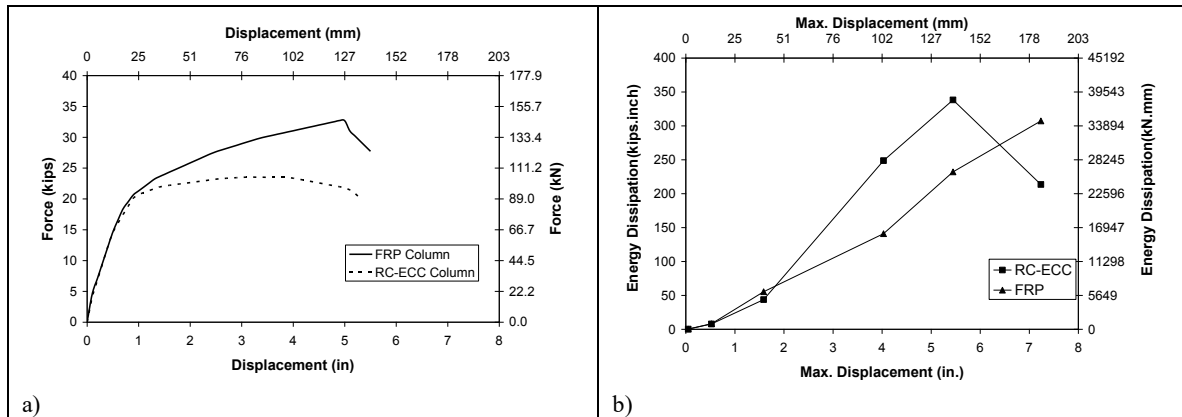 Displacement (mm)
0 25 51 76 102 127 152 178 203
40 177.9
35 155.7
30 133.4
25 111.2
20 89.0
15 66.7
10 44.5
5 22.2
0 0.0
Force (kips)
Force (kN)
FRP Column
RC-ECC Column
0 1 2 3 4 5 6 7 8
Displacement (in)
a)
Max. Displacement (mm)
0 25 51 76 102 127 140 178 203
400 45192
350 39543
300 33894
250 28245
200 22596
150 16947
100 11298
50 5649
0 0
Energy Dissipation(kips.inch)
Energy Dissipation(kN.mm)
RC-ECC
FRP
0 1 2 3 4 5 6 7 8
Max. Displacement (in.)
b)